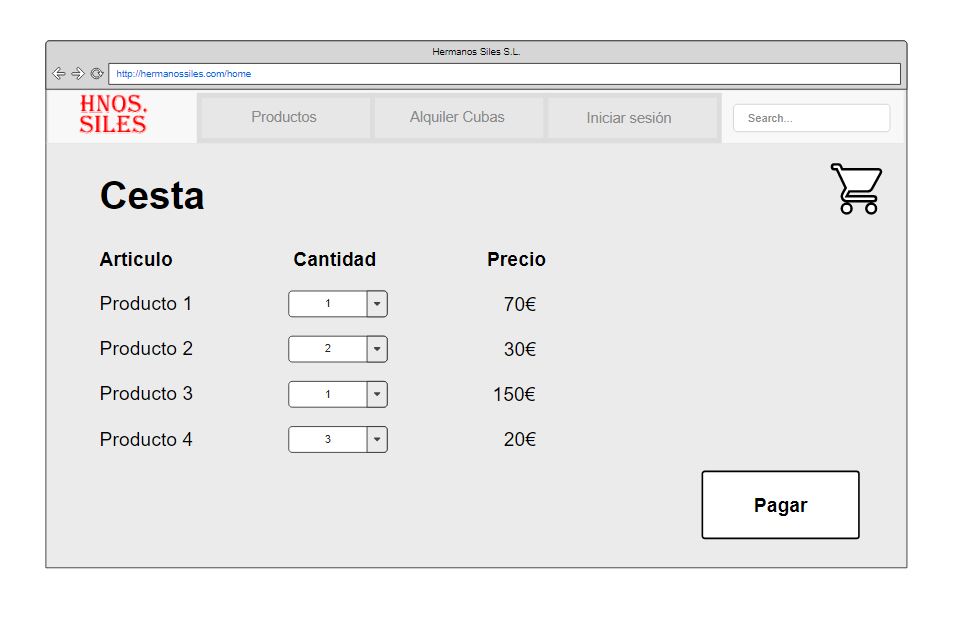 Hermanos Siles S.L.
http://hermanossiles.com/home
HNOS.
SILES
Productos Alquiler Cubas Iniciar sesión Search...
Cesta
Articulo Cantidad Precio
Producto 1 1 70€
Producto 2 2 30€
Producto 3 1 150€
Producto 4 3 20€
Pagar